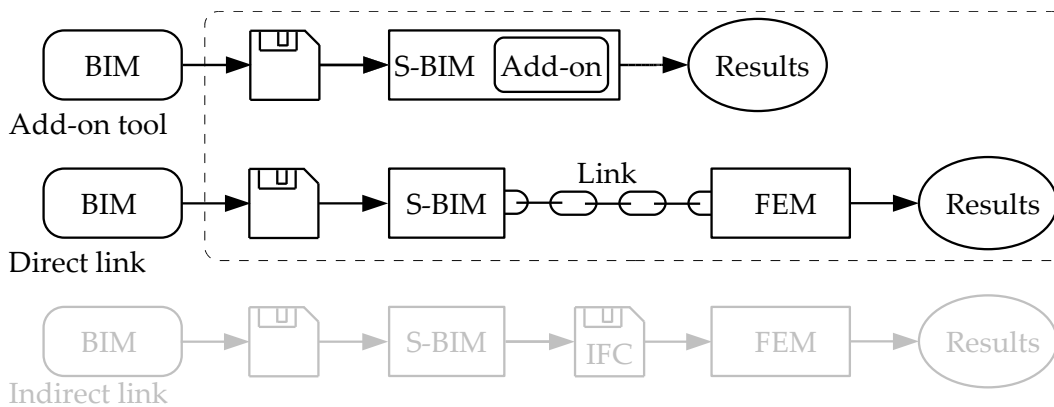 BIM S-BIM Add-on Results
Add-on tool
Link
BIM S-BIM FEM Results
Direct link
BIM S-BIM IFC FEM Results
Indirect link